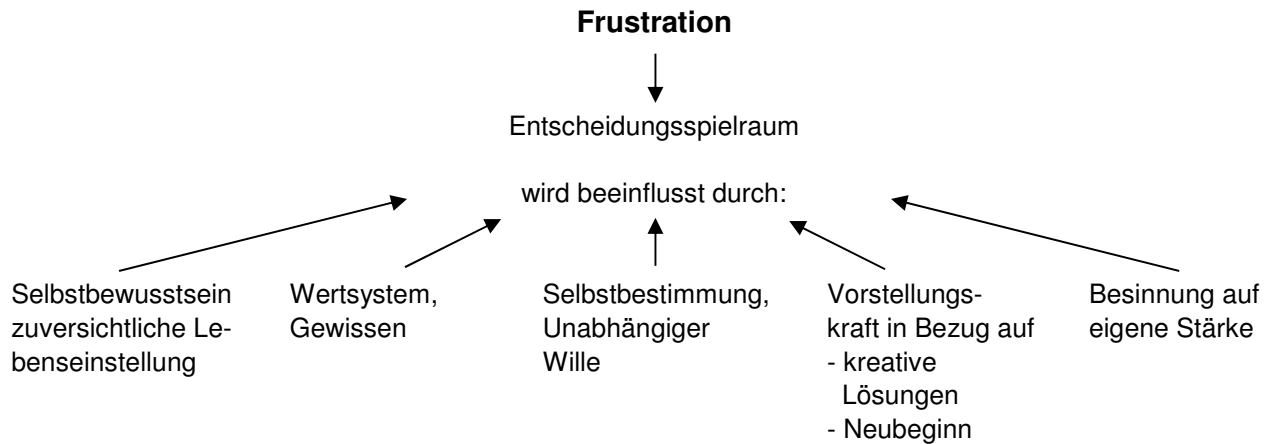 Frustration
Entscheidungsspielraum
wird beeinflusst durch:
Selbstbewusstsein
zuversichtliche Le-
benseinstellung
Wertsystem,
Gewissen
Selbstbestimmung,
Unabhängiger
Wille
Vorstellungs-
kraft in Bezug auf
- kreative
Lösungen
- Neubeginn
Besinnung auf
eigene Stärke